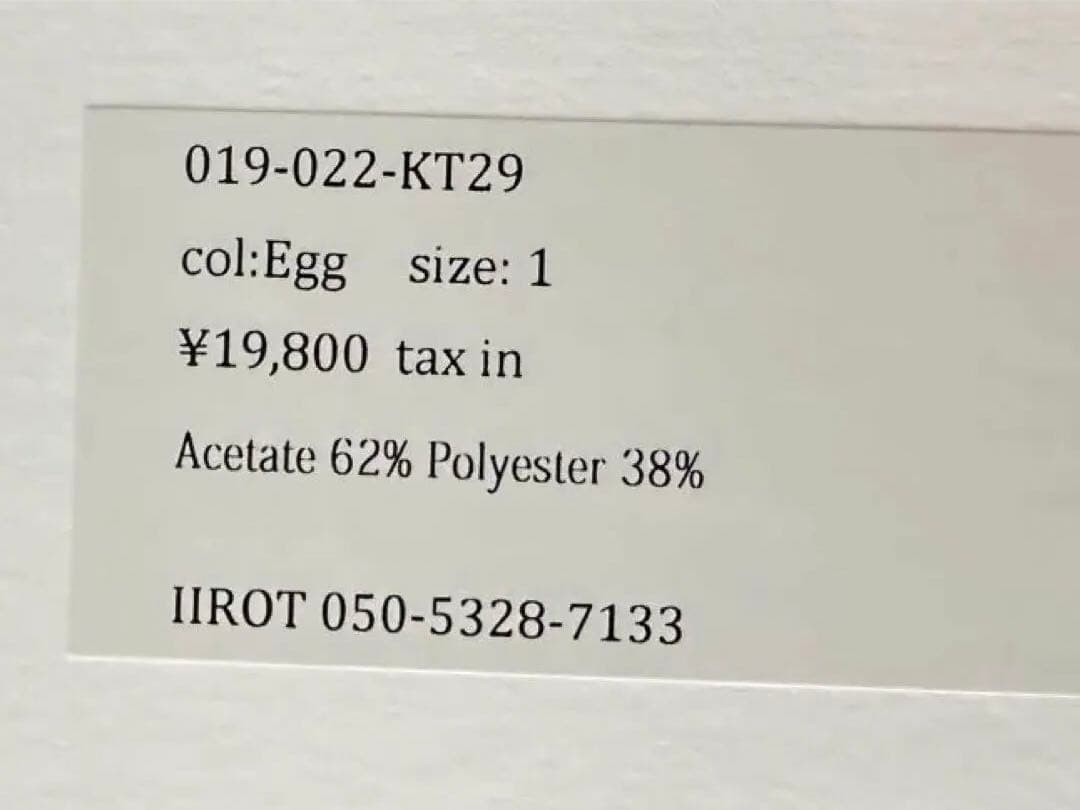 019-022-KT29
col:Egg size: 1
¥19,800 tax in
Acetate 62% Polyester 38%
IIROT 050-5328-7133